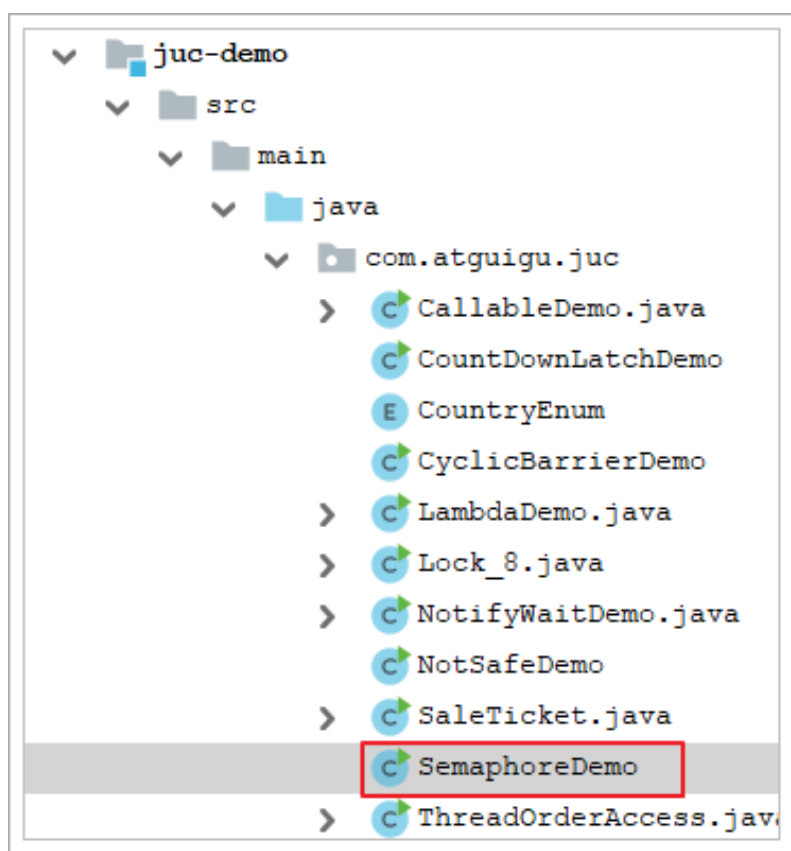 juc-demo
src
main
java
com.atguigu.juc
C CallableDemo.java
C CountDownLatchDemo
E CountryEnum
C CyclicBarrierDemo
C LambdaDemo.java
C Lock_8.java
C NotifyWaitDemo.java
C NotSafeDemo
C SaleTicket.java
C SemaphoreDemo
C ThreadOrderAccess.jav